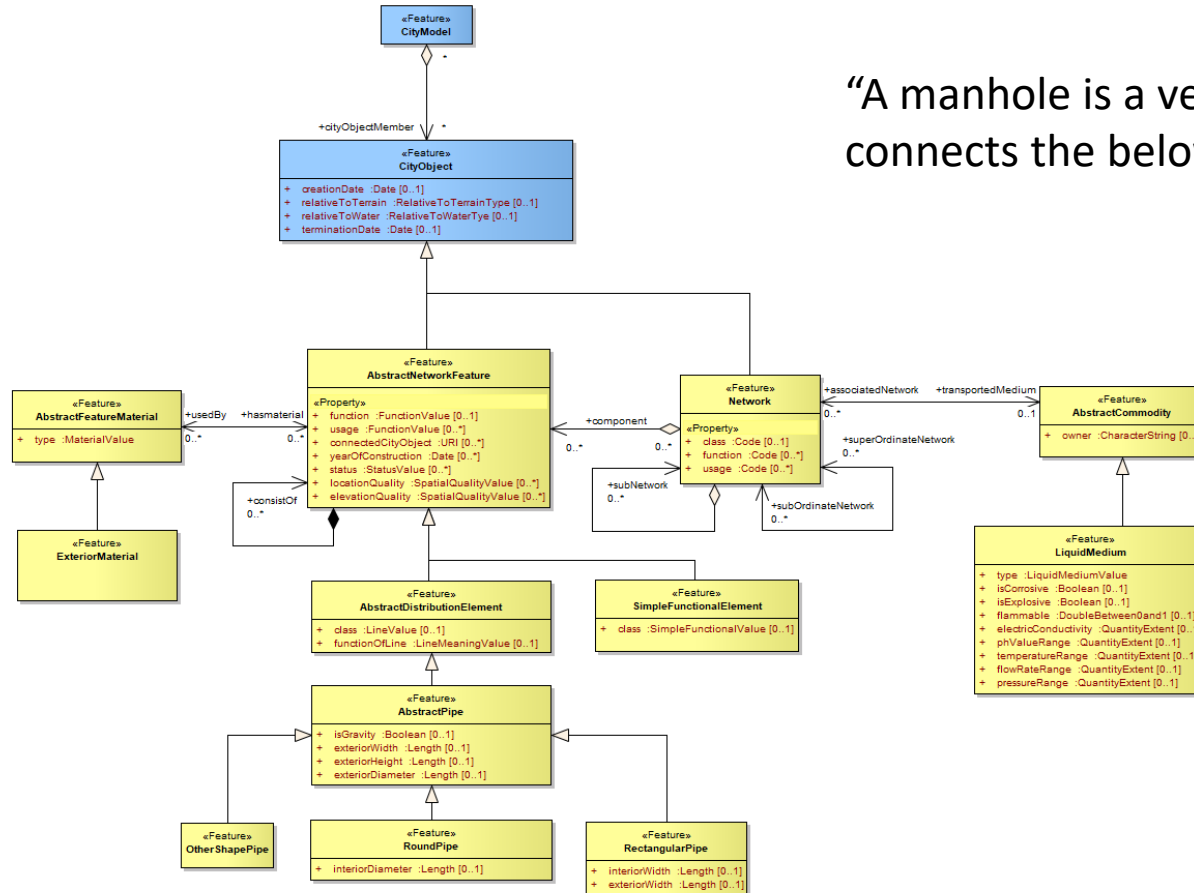 «Feature»
CityModel
*
+cityObjectMember
*
«Feature»
CityObject
+ creationDate :Date [0..1]
+ relativeToTerrain :RelativeToTerrainType [0..1]
+ relativeToWater :RelativeToWaterTye [0..1]
+ terminationDate :Date [0..1]
“A manhole is a ve
connects the belo
«Feature»
AbstractFeatureMaterial
+ type :MaterialValue
+usedBy
0..*
+hasmaterial
0..*
«Feature»
ExteriorMaterial
«Feature»
AbstractNetworkFeature
«Property»
+ function :FunctionValue [0..1]
+ usage :FunctionValue [0..*]
+ connectedCityObject :URI [0..*]
+ yearOfConstruction :Date [0..*]
+ status :StatusValue [0..*]
+ locationQuality :SpatialQualityValue [0..*]
+ elevationQuality :SpatialQualityValue [0..*]
+consistOf
0..*
+component
0..*
0..*
«Feature»
Network
«Property»
+ class :Code [0..1]
+ function :Code [0..*]
+ usage :Code [0..*]
+subNetwork
0..*
+associatedNetwork
0..*
+transportedMedium
0..1
+superOrdinateNetwork
0..*
+subOrdinateNetwork
0..*
«Feature»
AbstractCommodity
+ owner :CharacterString [0..
«Feature»
LiquidMedium
+ type :LiquidMediumValue
+ isCorrosive :Boolean [0..1]
+ isExplosive :Boolean [0..1]
+ flammable :DoubleBetween0and1 [0..1]
+ electricConductivity :QuantityExtent [0..
+ phValueRange :QuantityExtent [0..1]
+ temperatureRange :QuantityExtent [0..1
+ flowRateRange :QuantityExtent [0..1]
+ pressureRange :QuantityExtent [0..1]
«Feature»
AbstractDistributionElement
+ class :LineValue [0..1]
+ functionOfLine :LineMeaningValue [0..1]
«Feature»
SimpleFunctionalElement
+ class :SimpleFunctionalValue [0..1]
«Feature»
AbstractPipe
+ isGravity :Boolean [0..1]
+ exteriorWidth :Length [0..1]
+ exteriorHeight :Length [0..1]
+ exteriorDiameter :Length [0..1]
«Feature»
OtherShapePipe
«Feature»
RoundPipe
+ interiorDiameter :Length [0..1]
«Feature»
RectangularPipe
+ interiorWidth :Length [0..1]
+ exteriorWidth :Length [0..1]